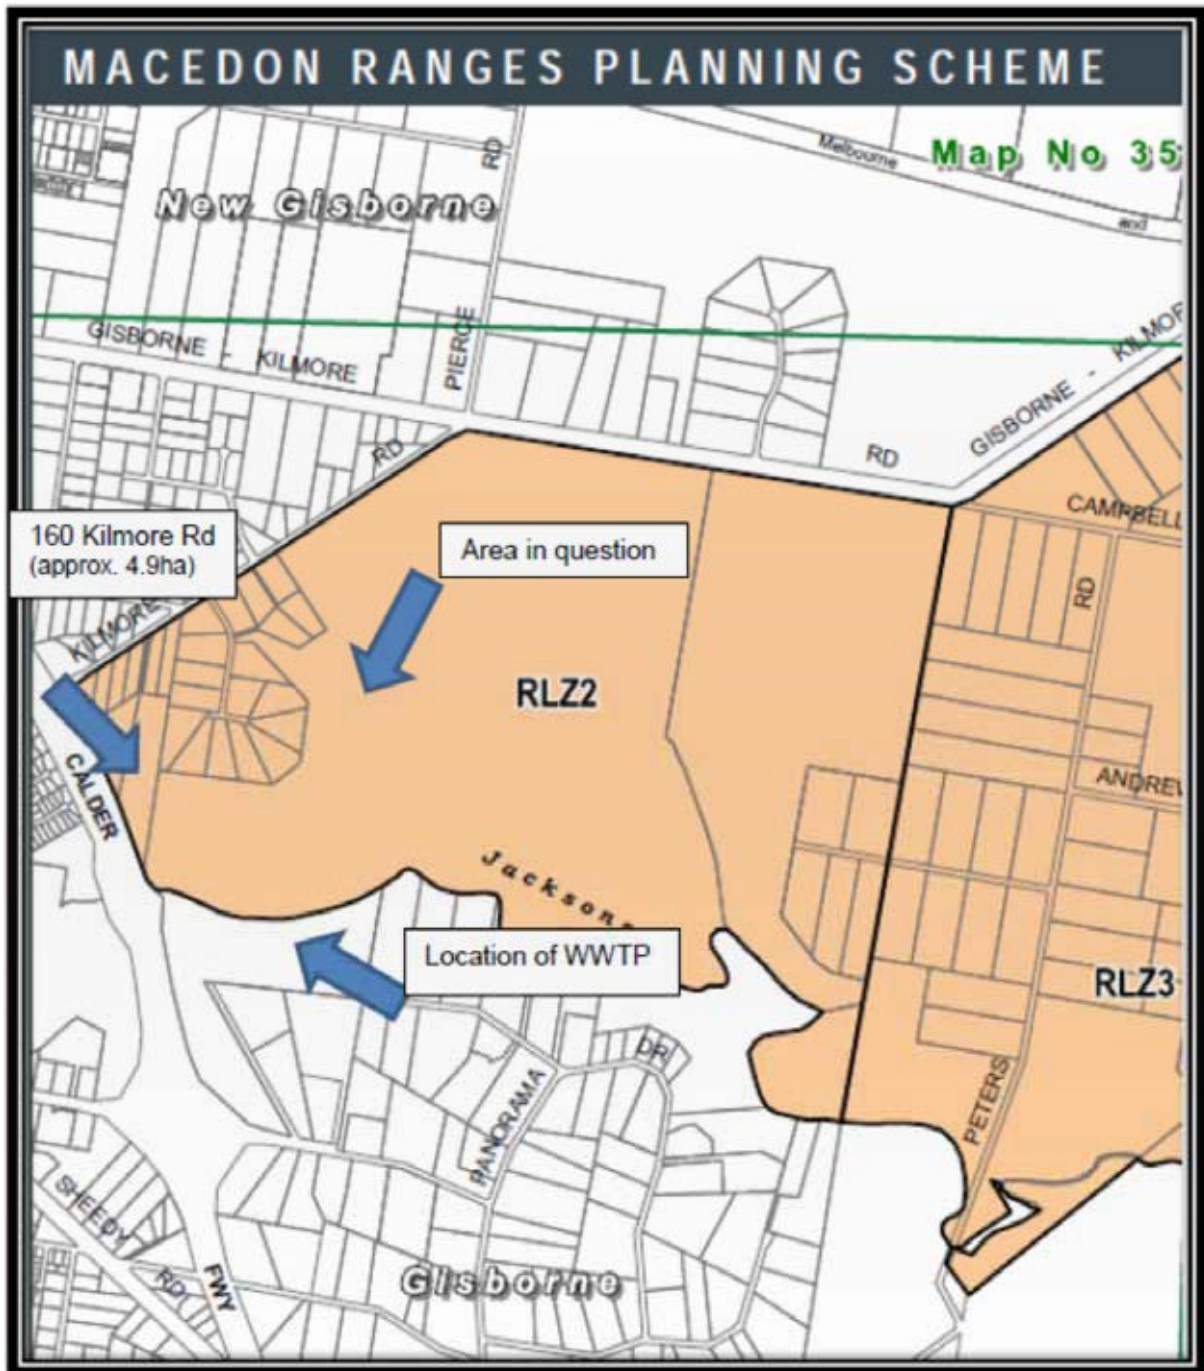 MACEDON RANGES PLANNING SCHEME
Melbourne
and
Map No 35
RD
New Gisborne
PIERCE
GISBORNE - KILMORE
RD
RD
GISBORNE - KILMOR
160 Kilmore Rd
(approx. 4.9ha)
Area in question
CAMPBELL
KILMORE
RD
RLZ2
CALDER
ANDREW
Jacksons
Location of WWTP
RLZ3
DR
PANORAMA
PETERS
SHEEDY
RD
FWY
Gisborne